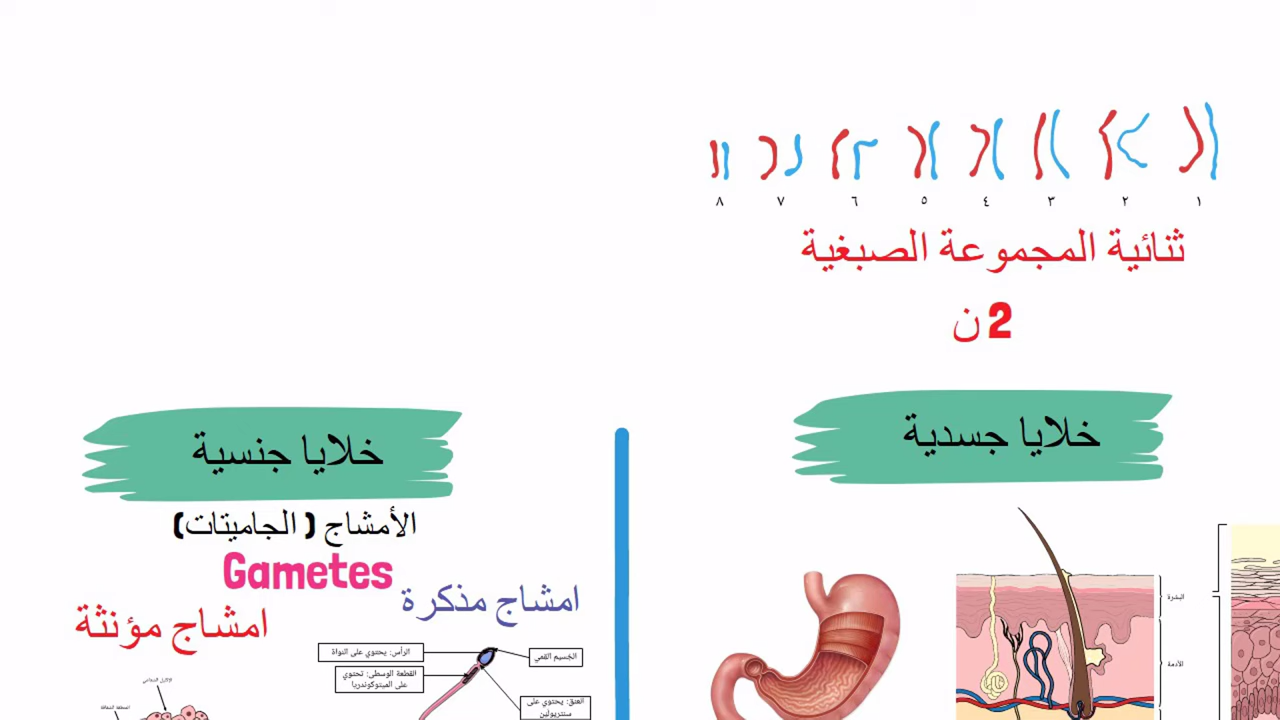 ١ ٢ ٣ ٤ ٥ ٦ ٧ ٨
ثنائية المجموعة الصبغية
2 ن
خلايا جسدية
البشرة
الأدمة
خلايا جنسية
الأمشاج ( الجاميتات)
Gametes
امشاج مذكرة
امشاج مؤنثة
الرأس: يحتوي على النواة
الجسيم القمي
القطعة الوسطى: تحتوي
على الميتوكوندريا
العنق: يحتوي على
سنتريولين